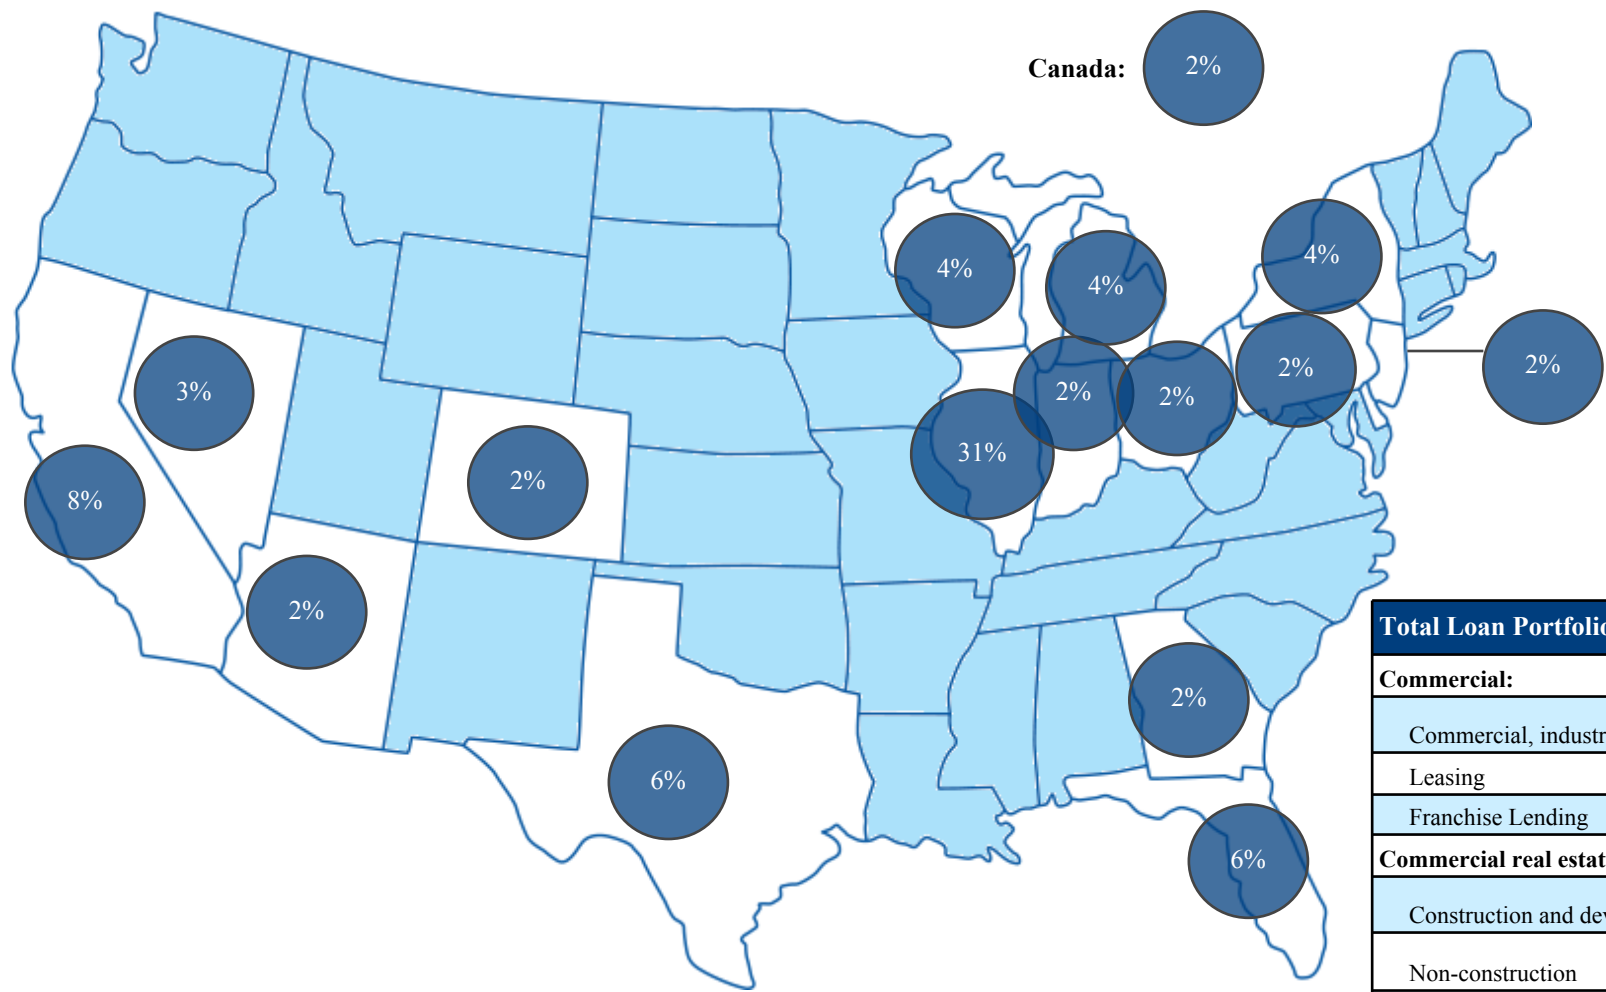 Canada:
2%
4%
4%
4%
2%
2%
2%
2%
31%
3%
8%
2%
2%
6%
2%
6%
Total Loan Portfolio
Commercial:
Commercial, industr
Leasing
Franchise Lending
Commercial real estat
Construction and dev
Non-construction